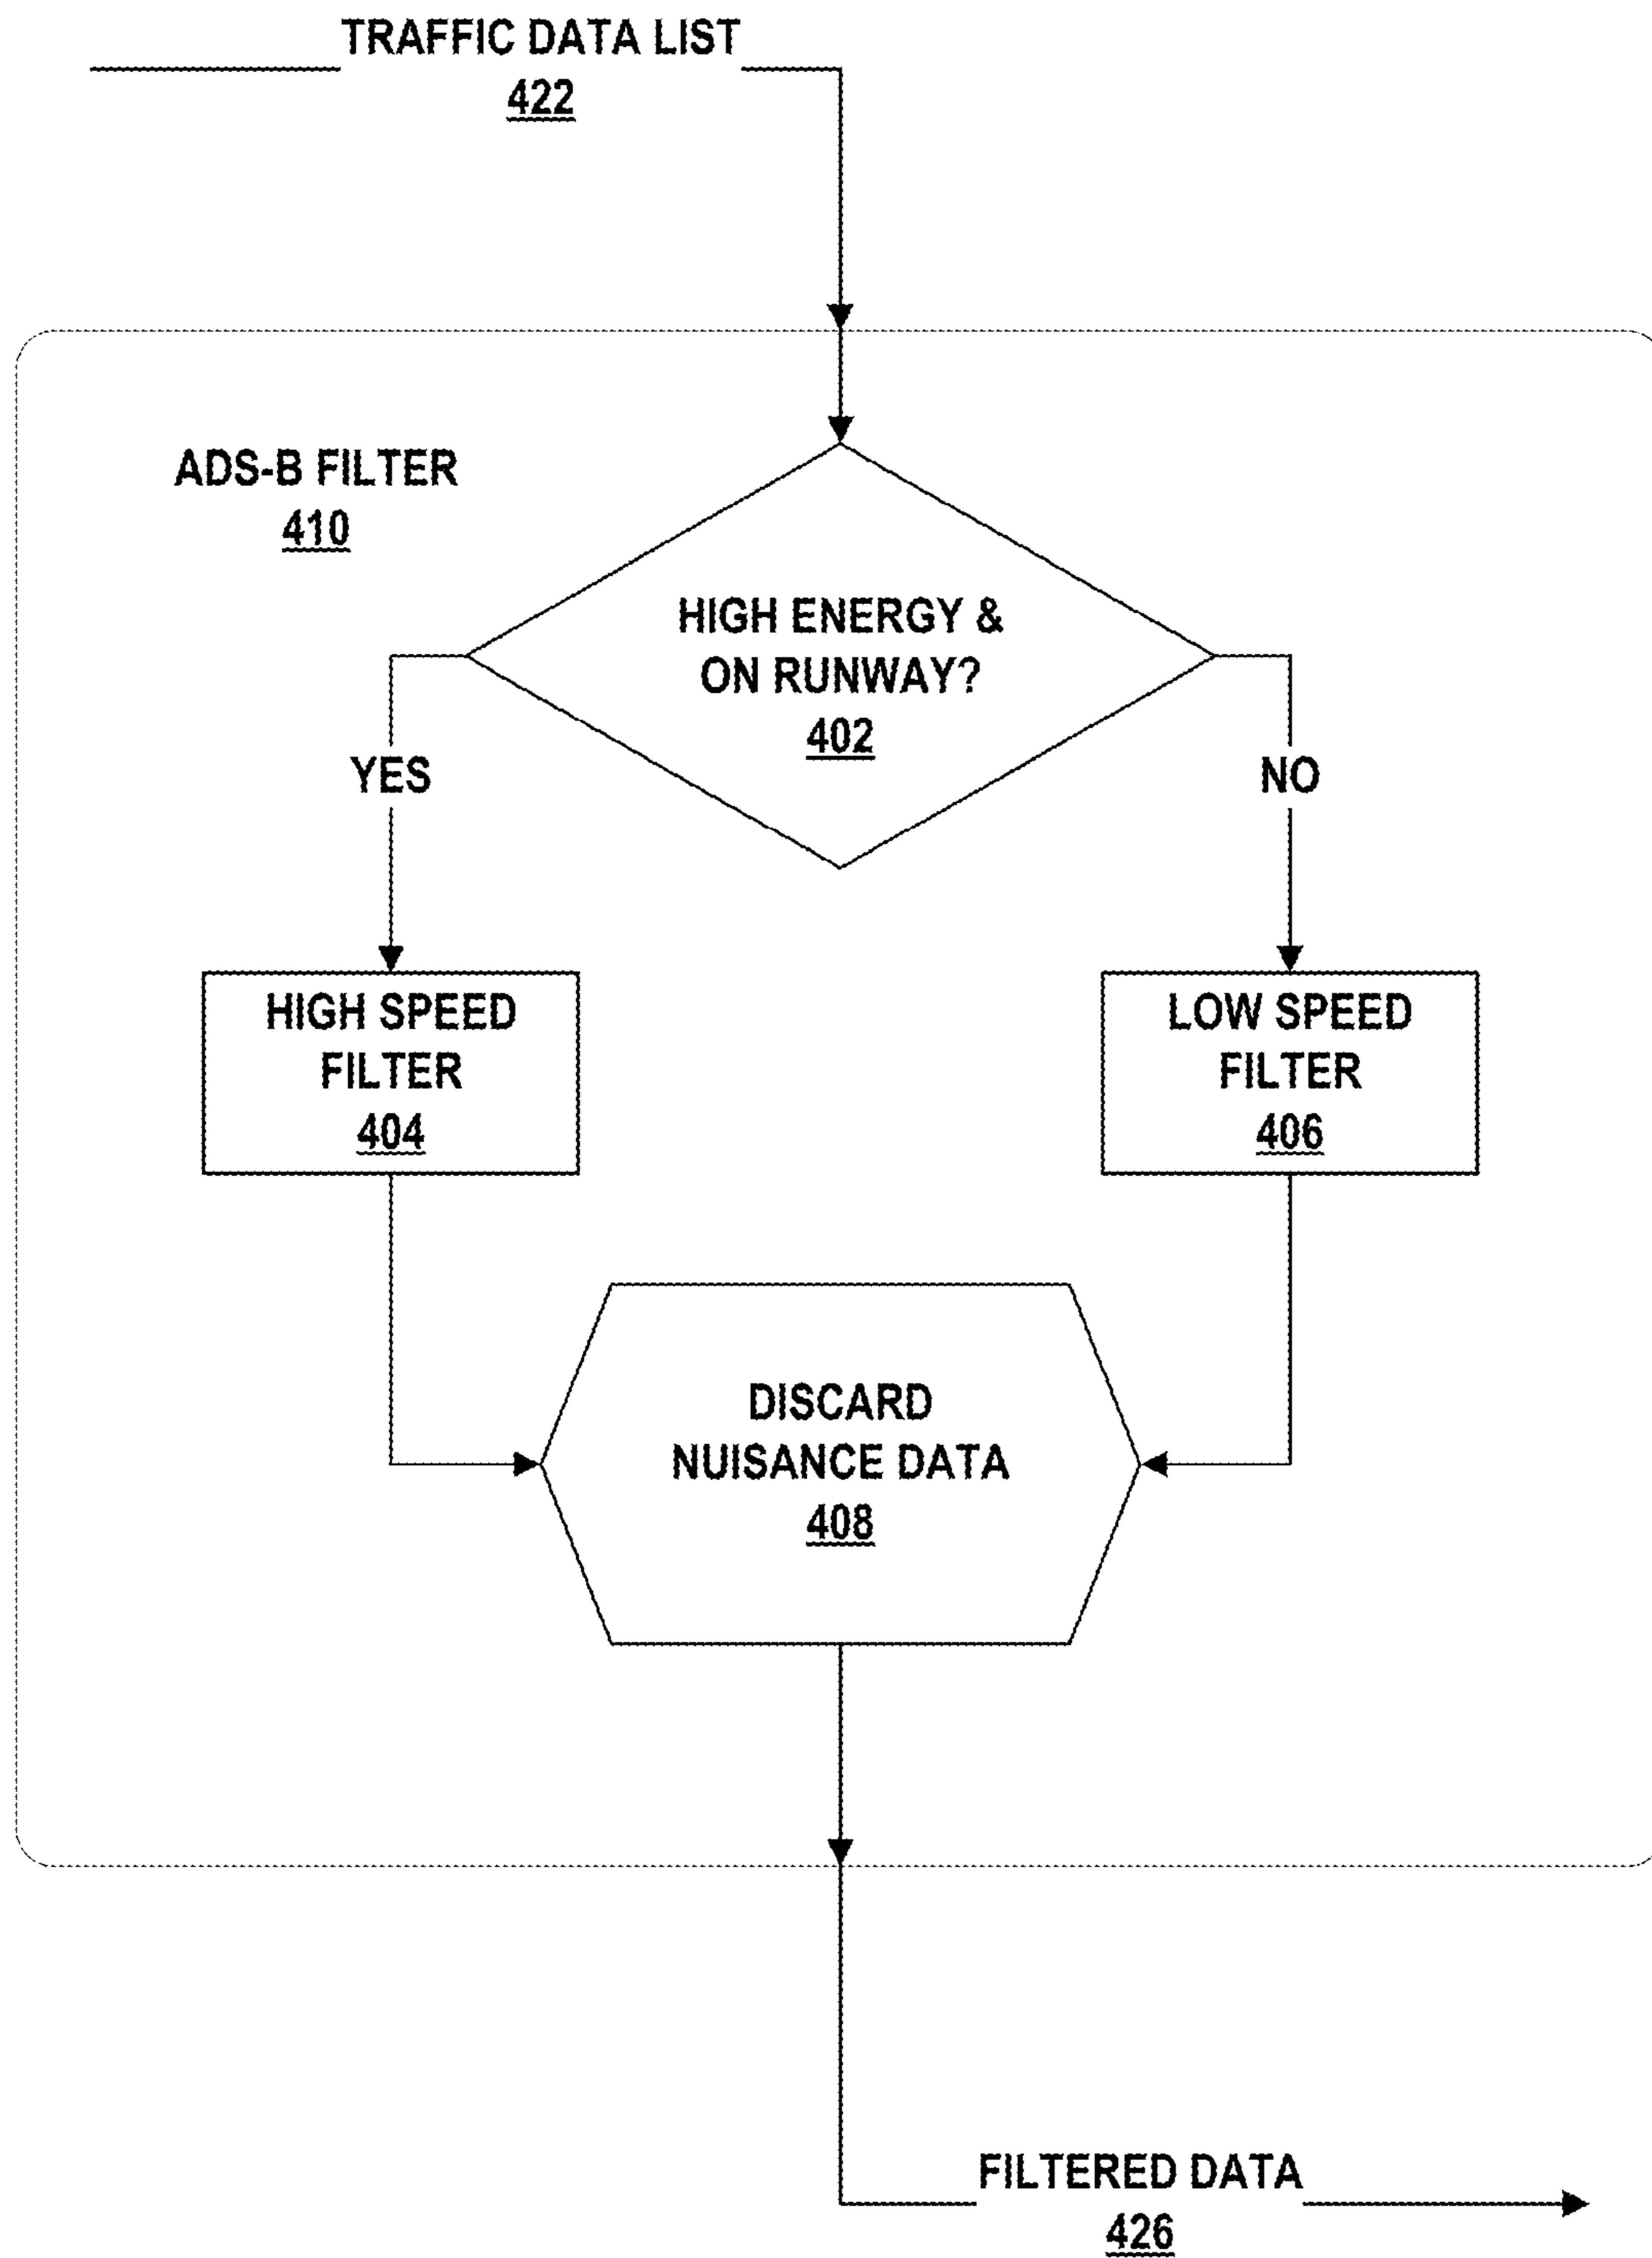 TRAFFIC DATA LIST
422
ADS-B FILTER
410
HIGH ENERGY &
ON RUNWAY?
402
YES
NO
HIGH SPEED
FILTER
404
LOW SPEED
FILTER
406
DISCARD
NUISANCE DATA
408
FILTERED DATA
426